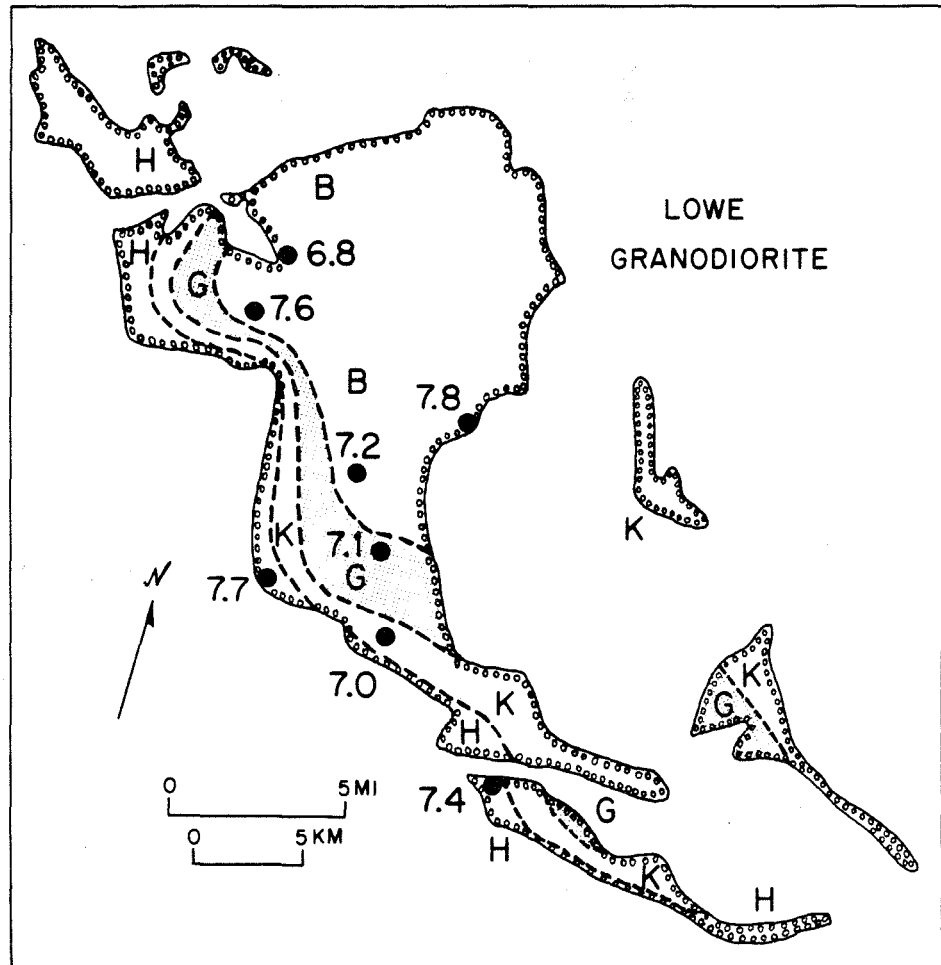 H
B
LOWE
GRANODIORITE
H
6.8
G
7.6
B
7.8
7.2
K
K
7.1
G
N
7.7
7.0
K
K
G
H
0 5 MI
0 5 KM
7.4
G
H
K
H